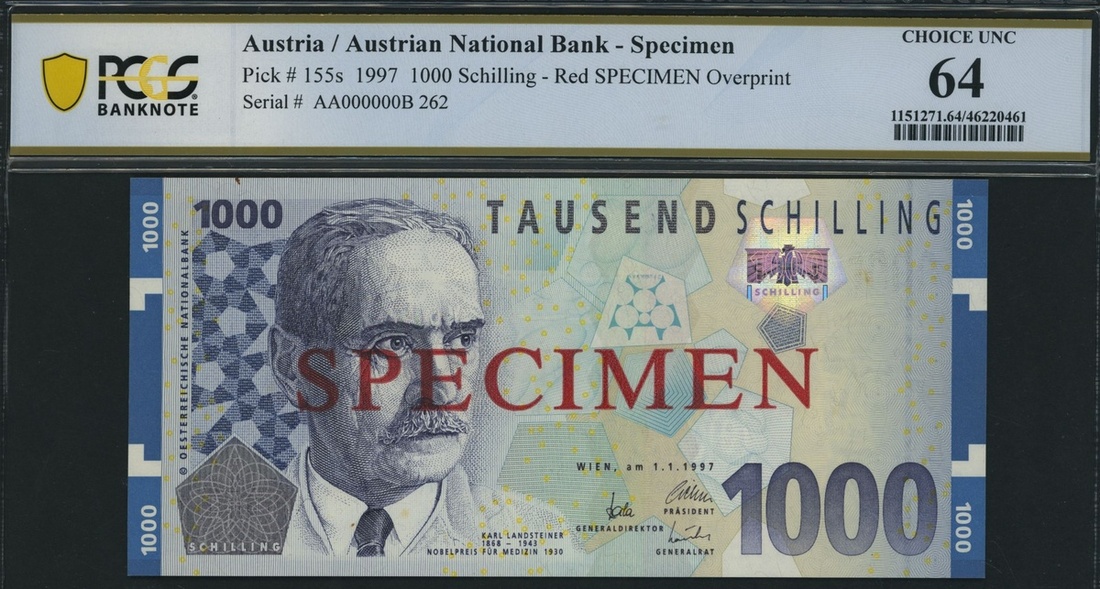 PCGS
BANKNOTE
Austria / Austrian National Bank - Specimen
Pick # 155s 1997 1000 Schilling - Red SPECIMEN Overprint
Serial # AA000000B 262
CHOICE UNC
64
1151271.64/46220461
1000
1000
TAUSEND SCHILLING
1000
SCHILLING
© OESTERREICHISCHE NATIONALBANK
SPECIMEN
WIEN, am 1.1.1997
1000
PRÄSIDENT
GENERALDIREKTOR
GENERALRAT
KARL LANDSTEINER
1868 – 1943
NOBELPREIS FÜR MEDIZIN 1930
SCHILLING
1000
1000